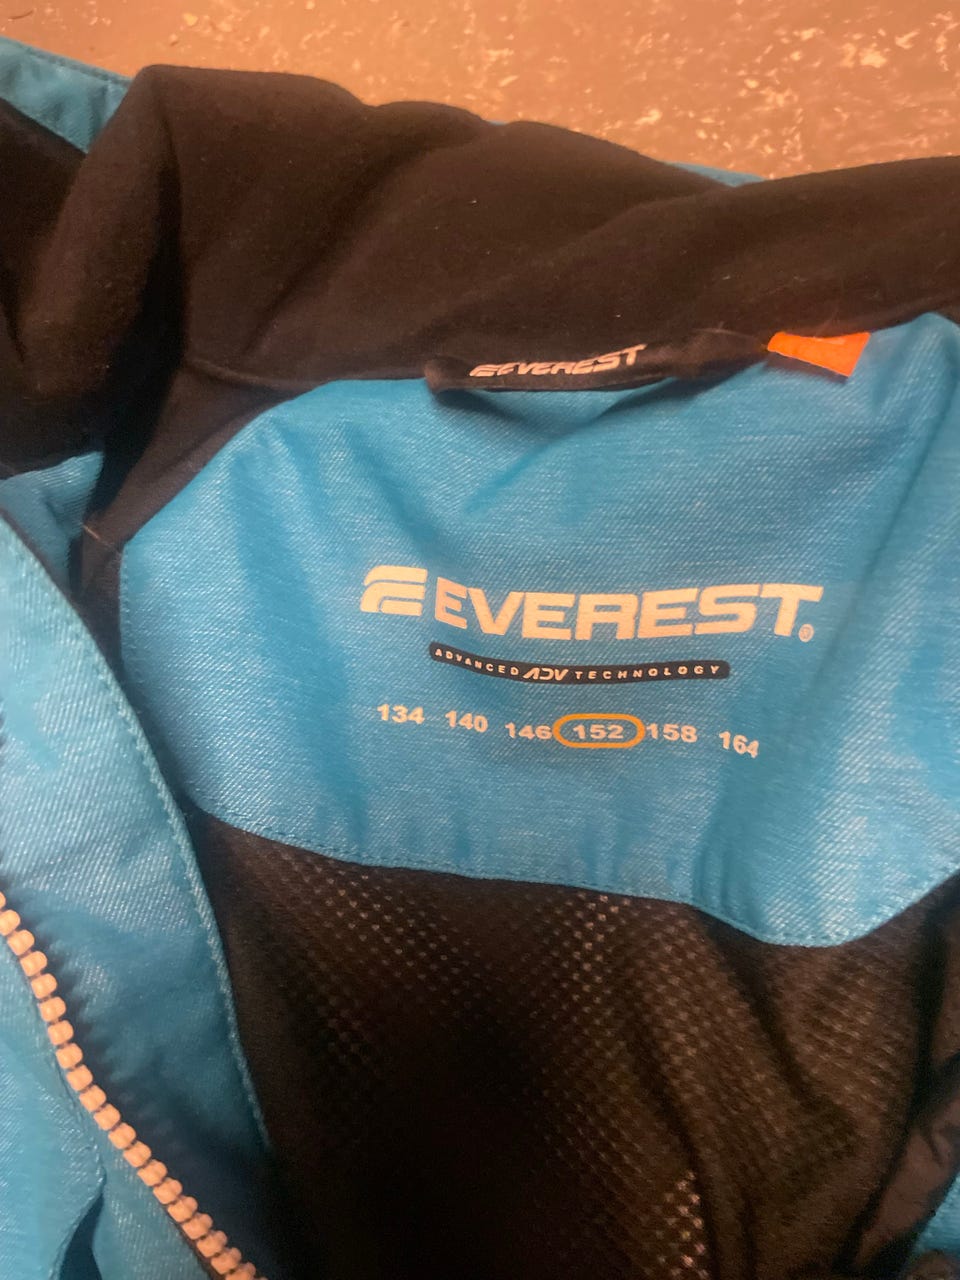 EVEREST
EVEREST®
ADVANCED ADV TECHNOLOGY
134 140 146 152 158 164